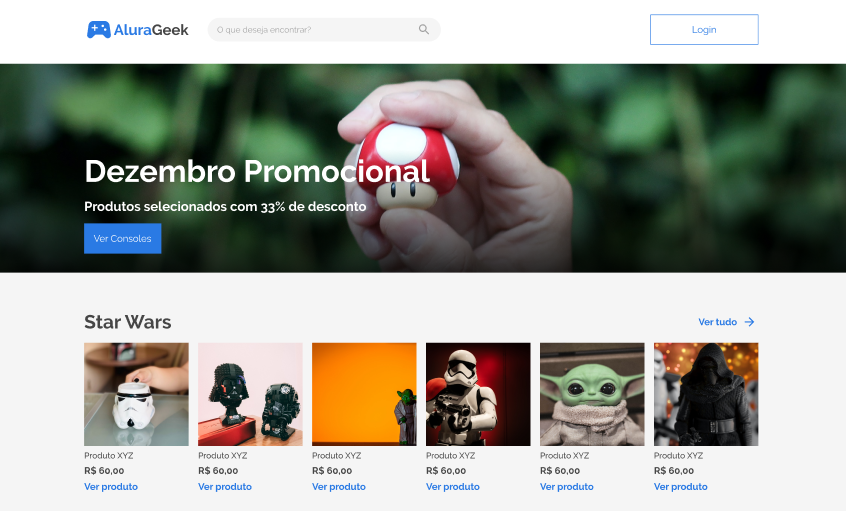 AluraGeek
O que deseja encontrar?
Login
Dezembro Promocional
Produtos selecionados com 33% de desconto
Ver Consoles
Star Wars
Ver tudo
Produto XYZ
R$ 60,00
Ver produto
Produto XYZ
R$ 60,00
Ver produto
Produto XYZ
R$ 60,00
Ver produto
Produto XYZ
R$ 60,00
Ver produto
Produto XYZ
R$ 60,00
Ver produto
Produto XYZ
R$ 60,00
Ver produto